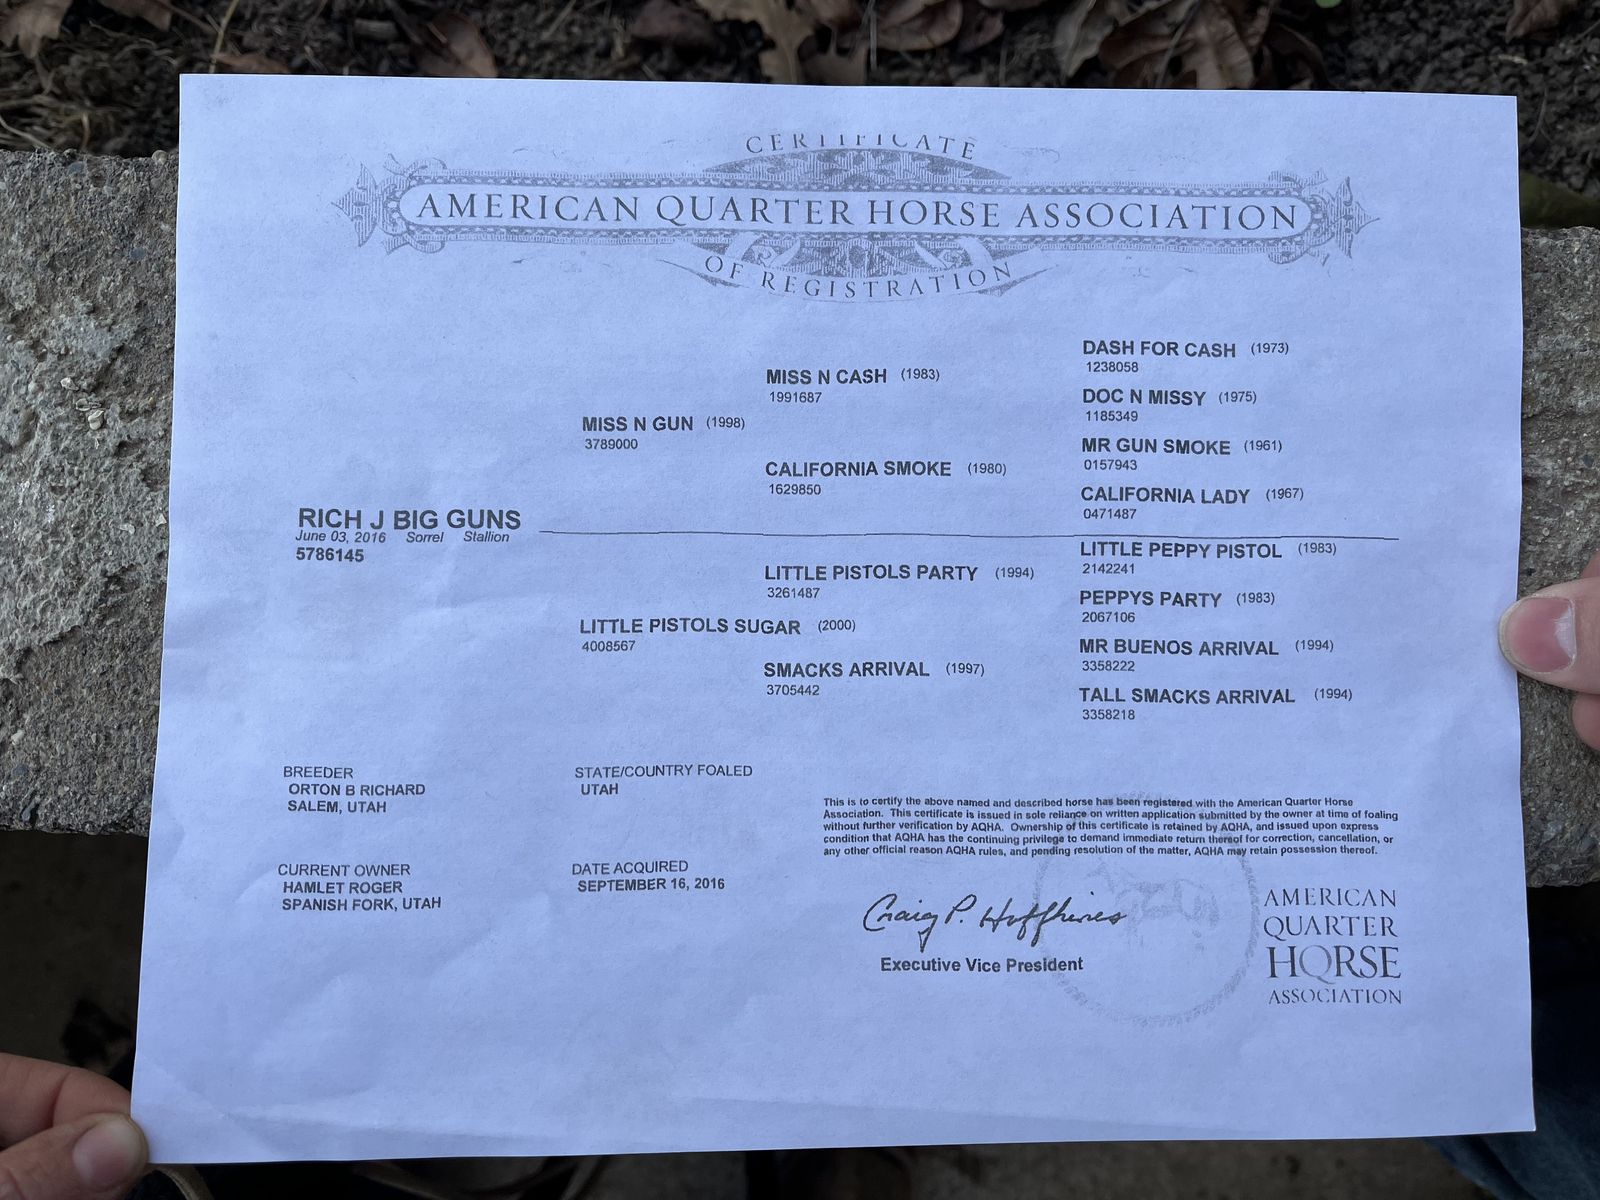 CERTIFICATE
AMERICAN QUARTER HORSE ASSOCIATION
OF REGISTRATION
DASH FOR CASH (1973)
1238058
MISS N CASH (1983)
1991687
DOC N MISSY (1975)
1185349
MISS N GUN (1998)
3789000
MR GUN SMOKE (1961)
0157943
CALIFORNIA SMOKE (1980)
1629850
CALIFORNIA LADY (1967)
0471487
RICH J BIG GUNS
June 03, 2016 Sorrel Stallion
5786145
LITTLE PEPPY PISTOL (1983)
2142241
LITTLE PISTOLS PARTY (1994)
3261487
PEPPYS PARTY (1983)
2067106
LITTLE PISTOLS SUGAR (2000)
4008567
MR BUENOS ARRIVAL (1994)
3358222
SMACKS ARRIVAL (1997)
3705442
TALL SMACKS ARRIVAL (1994)
3358218
BREEDER
ORTON B RICHARD
SALEM, UTAH
STATE/COUNTRY FOALED
UTAH
CURRENT OWNER
HAMLET ROGER
SPANISH FORK, UTAH
DATE ACQUIRED
SEPTEMBER 16, 2016
This is to certify the above named and described horse has been registered with the American Quarter Horse
Association. This certificate is issued in sole reliance on written application submitted by the owner at time of foaling
without further verification by AQHA. Ownership of this certificate is retained by AQHA, and issued upon express
condition that AQHA has the continuing privilege to demand immediate return thereof for correction, cancellation, or
any other official reason AQHA rules, and pending resolution of the matter, AQHA may retain possession thereof.
Craig P. Huffhines
Executive Vice President
AMERICAN
QUARTER
HORSE
ASSOCIATION